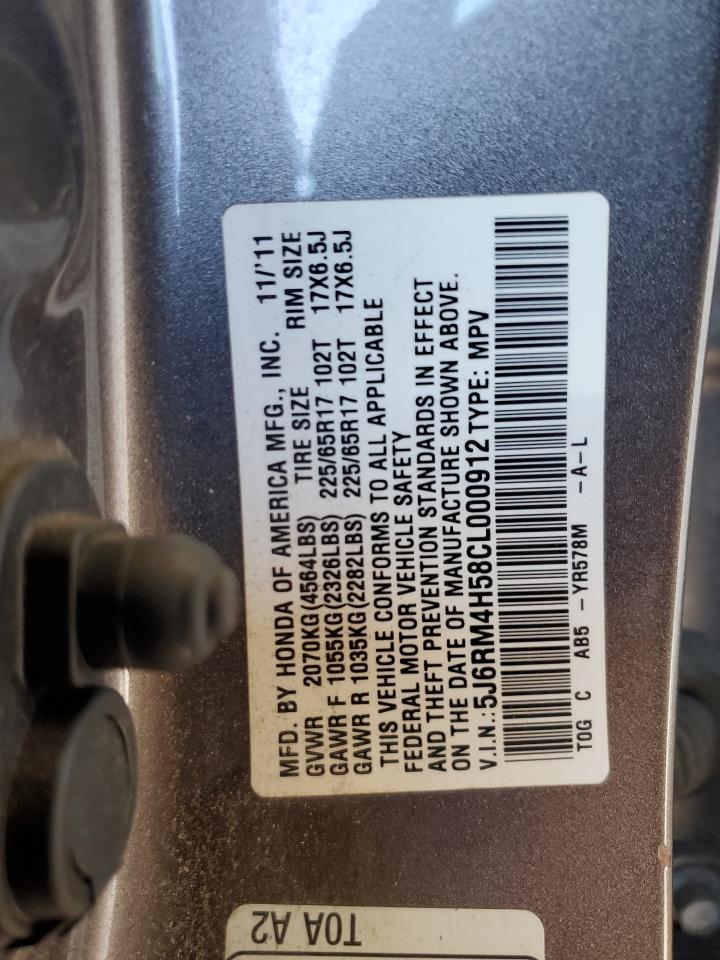 MFD. BY HONDA OF AMERICA MFG., INC. 11/'11
GVWR 2070KG(4564LBS) TIRE SIZE RIM SIZE
GAWR F 1055KG(2326LBS) 225/65R17 102T 17X6.5J
GAWR R 1035KG(2282LBS) 225/65R17 102T 17X6.5J
THIS VEHICLE CONFORMS TO ALL APPLICABLE
FEDERAL MOTOR VEHICLE SAFETY
AND THEFT PREVENTION STANDARDS IN EFFECT
ON THE DATE OF MANUFACTURE SHOWN ABOVE.
V.I.N.:5J6RM4H58CL000912 TYPE: MPV
T0G C AB5 -YR578M -A-L
T0A A2